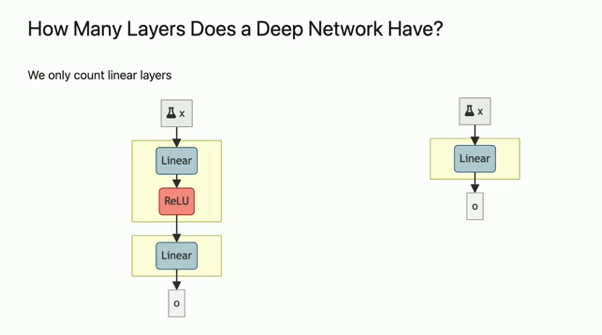 How Many Layers Does a Deep Network Have?
We only count linear layers
x
Linear
ReLU
Linear
o
x
Linear
o